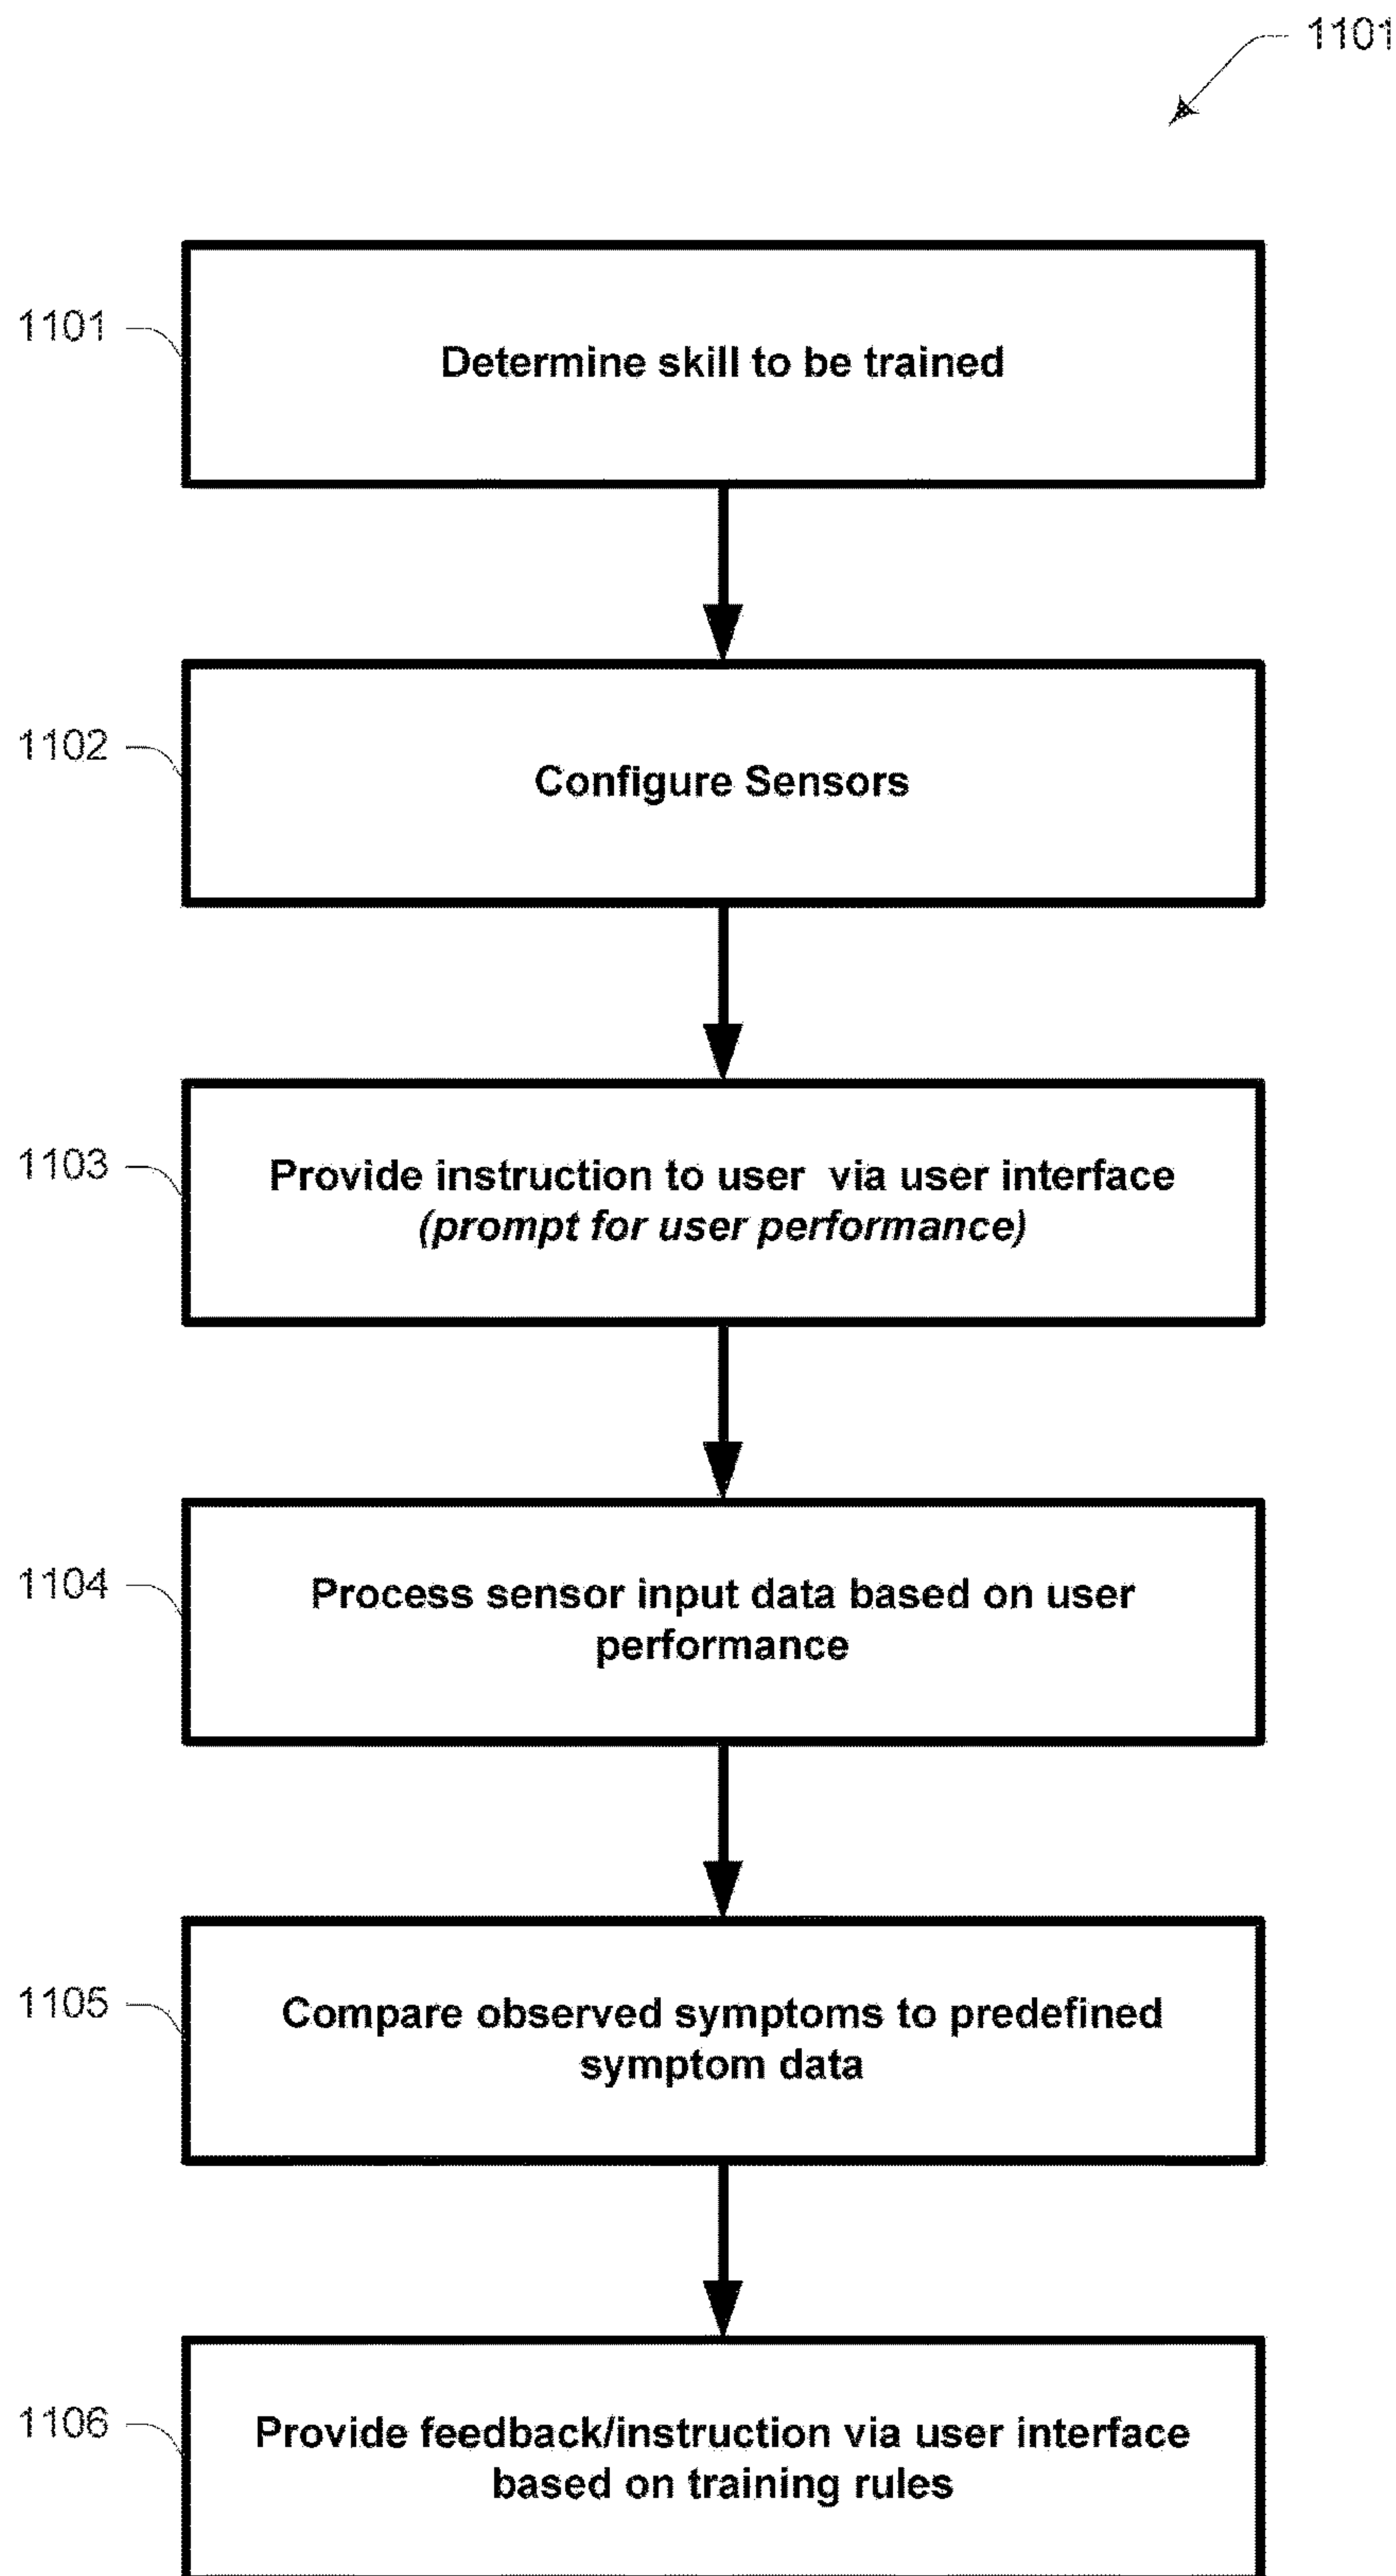 1101
1101
Determine skill to be trained
1102
Configure Sensors
1103
Provide instruction to user via user interface
(prompt for user performance)
1104
Process sensor input data based on user
performance
1105
Compare observed symptoms to predefined
symptom data
1106
Provide feedback/instruction via user interface
based on training rules